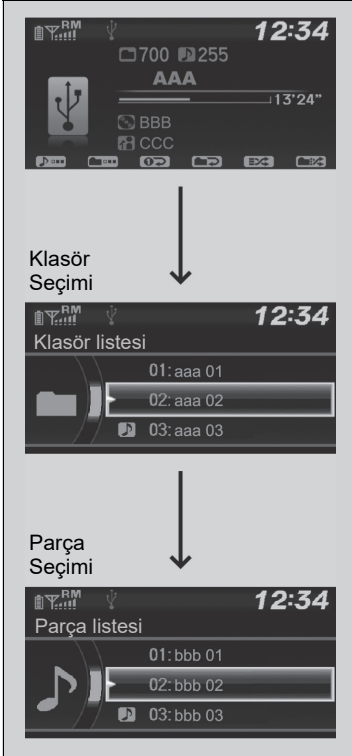 RM 12:34
700 255
AAA
13'24"
BBB
CCC
Klasör
Seçimi
RM 12:34
Klasör listesi
01: aaa 01
02: aaa 02
03: aaa 03
Parça
Seçimi
RM 12:34
Parça listesi
01: bbb 01
02: bbb 02
03: bbb 03